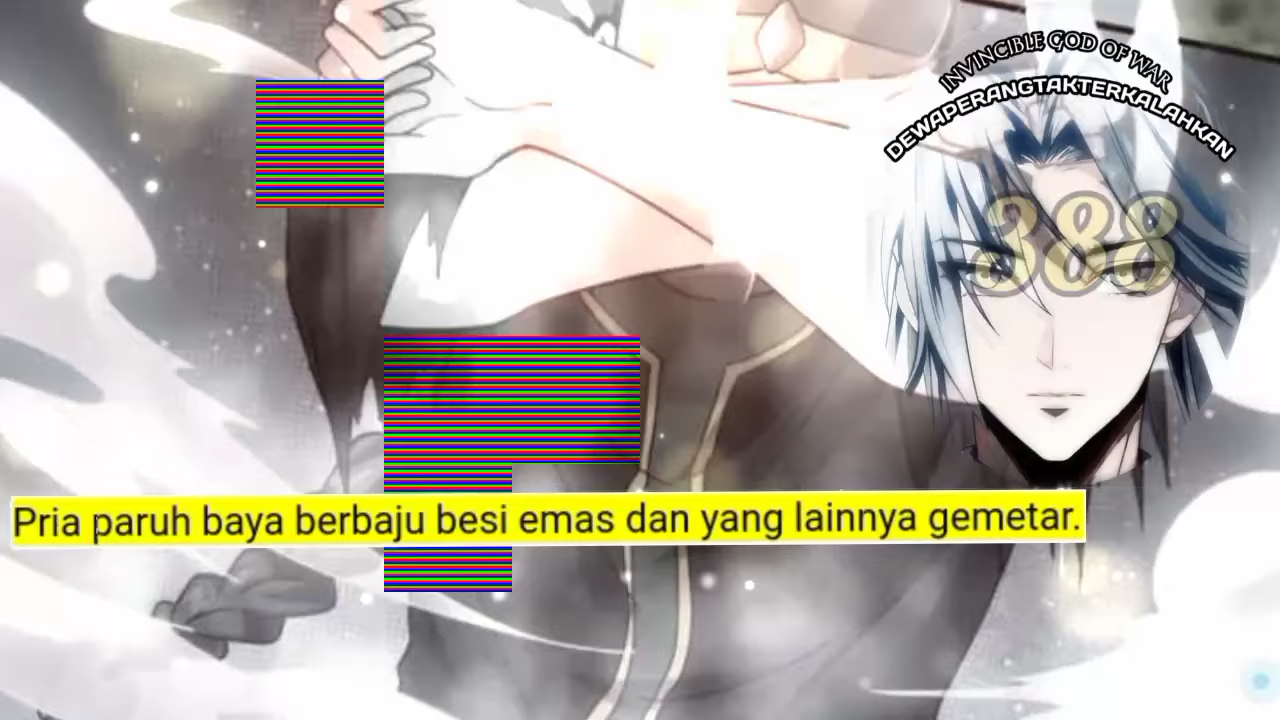 INVINCIBLE GOD OF WAR
DEWAPERANGTAKTERKALAHKAN
388
Pria paruh baya berbaju besi emas dan yang lainnya gemetar.